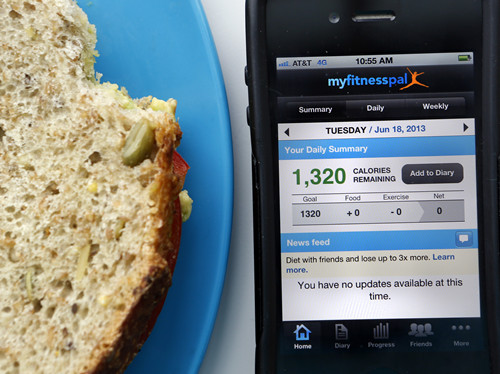 AT&T 4G 10:55 AM
myfitnesspal
Summary Daily Weekly
TUESDAY / Jun 18, 2013
Your Daily Summary
1,320 CALORIES REMAINING Add to Diary
Goal Food Exercise Net
1320 + 0 - 0 0
News feed
Diet with friends and lose up to 3x more. Learn
more.
You have no updates available at this
time.
Home Diary Progress Friends More